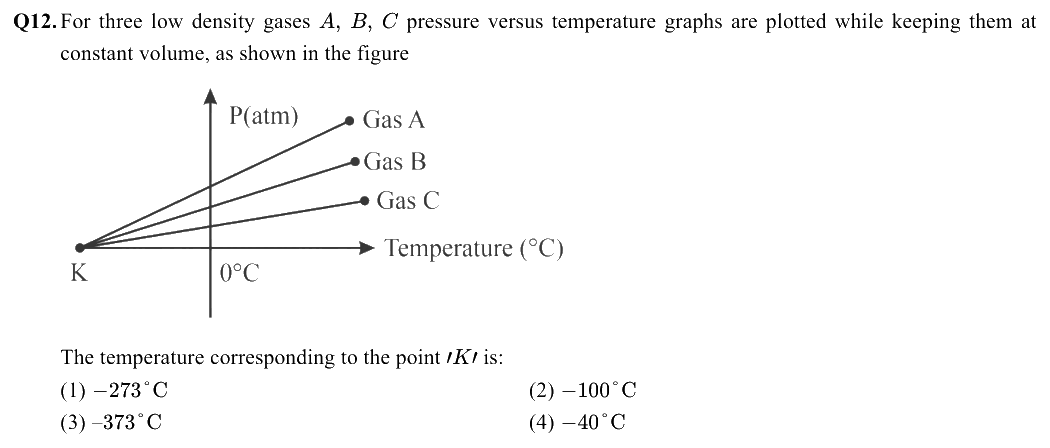 Q12. For three low density gases A, B, C pressure versus temperature graphs are plotted while keeping them at
constant volume, as shown in the figure
P(atm)
Gas A
Gas B
Gas C
Temperature (°C)
K
0°C
The temperature corresponding to the point ′K′ is:
(1) −273°C
(2) −100°C
(3) –373°C
(4) −40°C